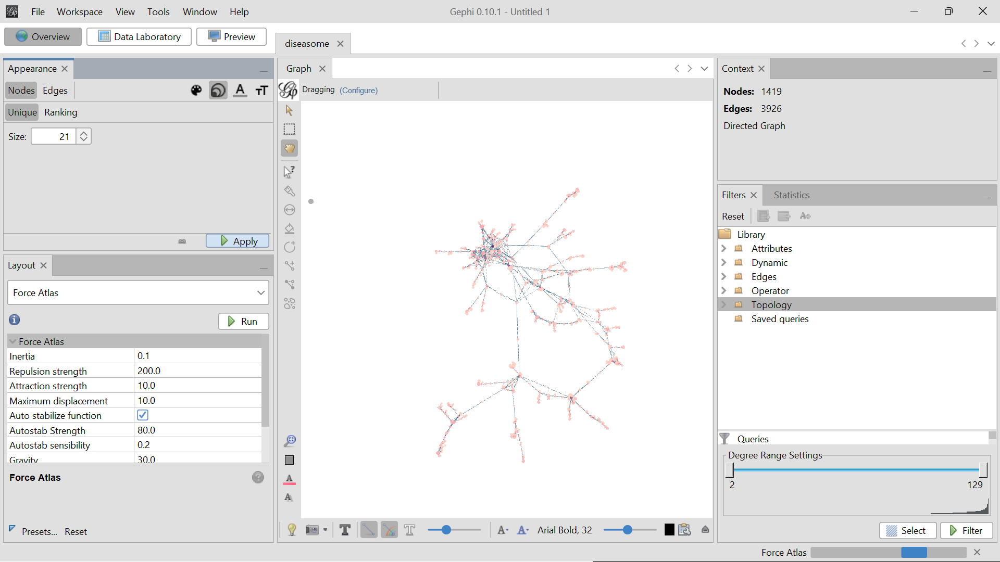 File Workspace View Tools Window Help
Gephi 0.10.1 - Untitled 1
Overview Data Laboratory Preview
diseasome
Appearance
Nodes Edges
Unique Ranking
Size: 21
Apply
Layout
Force Atlas
Run
Force Atlas
Inertia 0.1
Repulsion strength 200.0
Attraction strength 10.0
Maximum displacement 10.0
Auto stabilize function
Autostab Strength 80.0
Autostab sensibility 0.2
Gravity 30.0
Force Atlas
Presets... Reset
Graph
Dragging (Configure)
Arial Bold, 32
Context
Nodes: 1419
Edges: 3926
Directed Graph
Filters Statistics
Reset
Library
Attributes
Dynamic
Edges
Operator
Topology
Saved queries
Queries
Degree Range Settings
2 129
Select Filter
Force Atlas